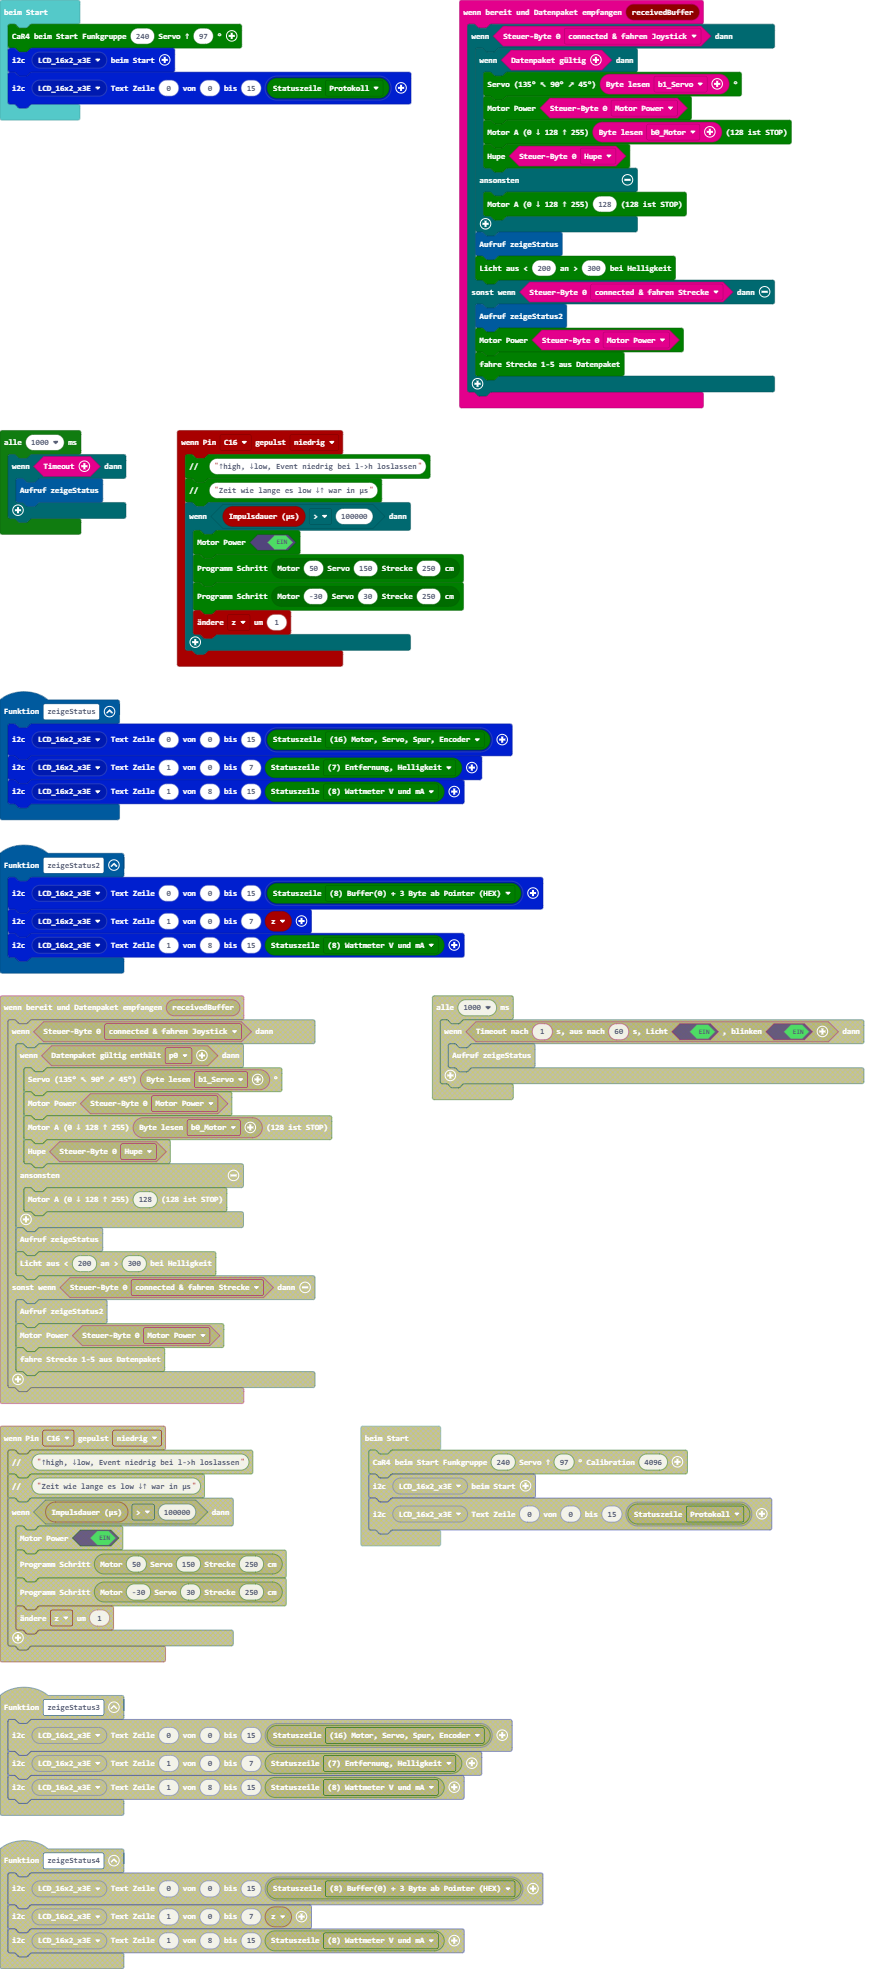 beim Start
CaR4 beim Start Funkgruppe 240 Servo ↑ 97 °
i2c LCD_16x2_x3E beim Start
i2c LCD_16x2_x3E Text Zeile 0 von 0 bis 15 Statuszeile Protokoll
wenn bereit und Datenpaket empfangen receivedBuffer
wenn Steuer-Byte 0 connected & fahren Joystick dann
wenn Datenpaket gültig dann
Servo (135° ↖ 90° ↗ 45°) Byte lesen b1_Servo °
Motor Power Steuer-Byte 0 Motor Power
Motor A (0 ↓ 128 ↑ 255) Byte lesen b0_Motor (128 ist STOP)
Hupe Steuer-Byte 0 Hupe
ansonsten
Motor A (0 ↓ 128 ↑ 255) 128 (128 ist STOP)
Aufruf zeigeStatus
Licht aus < 200 an > 300 bei Helligkeit
sonst wenn Steuer-Byte 0 connected & fahren Strecke dann
Aufruf zeigeStatus2
Motor Power Steuer-Byte 0 Motor Power
fahre Strecke 1-5 aus Datenpaket
alle 1000 ms
wenn Timeout dann
Aufruf zeigeStatus
wenn Pin C16 gepulst niedrig
// "↑high, ↓low, Event niedrig bei l->h loslassen"
// "Zeit wie lange es low ↓↑ war in µs"
wenn Impulsdauer (µs) > 100000 dann
Motor Power EIN
Programm Schritt Motor 50 Servo 150 Strecke 250 cm
Programm Schritt Motor -30 Servo 30 Strecke 250 cm
ändere z um 1
Funktion zeigeStatus
i2c LCD_16x2_x3E Text Zeile 0 von 0 bis 15 Statuszeile (16) Motor, Servo, Spur, Encoder
i2c LCD_16x2_x3E Text Zeile 1 von 0 bis 7 Statuszeile (7) Entfernung, Helligkeit
i2c LCD_16x2_x3E Text Zeile 1 von 8 bis 15 Statuszeile (8) Wattmeter V und mA
Funktion zeigeStatus2
i2c LCD_16x2_x3E Text Zeile 0 von 0 bis 15 Statuszeile (8) Buffer(0) + 3 Byte ab Pointer (HEX)
i2c LCD_16x2_x3E Text Zeile 1 von 0 bis 7 z
i2c LCD_16x2_x3E Text Zeile 1 von 8 bis 15 Statuszeile (8) Wattmeter V und mA
wenn bereit und Datenpaket empfangen receivedBuffer
wenn Steuer-Byte 0 connected & fahren Joystick dann
wenn Datenpaket gültig enthält p0 dann
Servo (135° ↖ 90° ↗ 45°) Byte lesen b1_Servo °
Motor Power Steuer-Byte 0 Motor Power
Motor A (0 ↓ 128 ↑ 255) Byte lesen b0_Motor (128 ist STOP)
Hupe Steuer-Byte 0 Hupe
ansonsten
Motor A (0 ↓ 128 ↑ 255) 128 (128 ist STOP)
Aufruf zeigeStatus
Licht aus < 200 an > 300 bei Helligkeit
sonst wenn Steuer-Byte 0 connected & fahren Strecke dann
Aufruf zeigeStatus2
Motor Power Steuer-Byte 0 Motor Power
fahre Strecke 1-5 aus Datenpaket
alle 1000 ms
wenn Timeout nach 1 s, aus nach 60 s, Licht EIN , blinken EIN dann
Aufruf zeigeStatus
wenn Pin C16 gepulst niedrig
// "↑high, ↓low, Event niedrig bei l->h loslassen"
// "Zeit wie lange es low ↓↑ war in µs"
wenn Impulsdauer (µs) > 100000 dann
Motor Power EIN
Programm Schritt Motor 50 Servo 150 Strecke 250 cm
Programm Schritt Motor -30 Servo 30 Strecke 250 cm
ändere z um 1
beim Start
CaR4 beim Start Funkgruppe 240 Servo ↑ 97 ° Calibration 4096
i2c LCD_16x2_x3E beim Start
i2c LCD_16x2_x3E Text Zeile 0 von 0 bis 15 Statuszeile Protokoll
Funktion zeigeStatus3
i2c LCD_16x2_x3E Text Zeile 0 von 0 bis 15 Statuszeile (16) Motor, Servo, Spur, Encoder
i2c LCD_16x2_x3E Text Zeile 1 von 0 bis 7 Statuszeile (7) Entfernung, Helligkeit
i2c LCD_16x2_x3E Text Zeile 1 von 8 bis 15 Statuszeile (8) Wattmeter V und mA
Funktion zeigeStatus4
i2c LCD_16x2_x3E Text Zeile 0 von 0 bis 15 Statuszeile (8) Buffer(0) + 3 Byte ab Pointer (HEX)
i2c LCD_16x2_x3E Text Zeile 1 von 0 bis 7 z
i2c LCD_16x2_x3E Text Zeile 1 von 8 bis 15 Statuszeile (8) Wattmeter V und mA